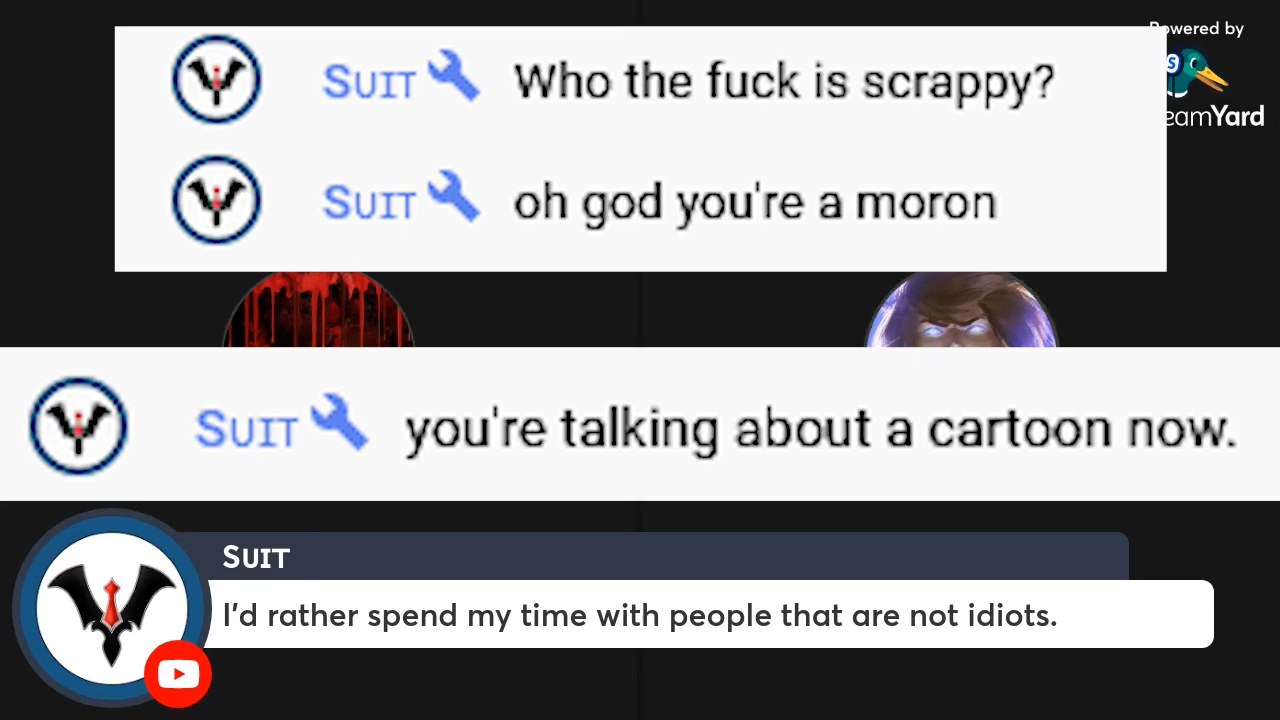 Powered by
SUIT Who the fuck is scrappy?
S
eamYard
SUIT oh god you're a moron
SUIT you're talking about a cartoon now.
SUIT
I'd rather spend my time with people that are not idiots.